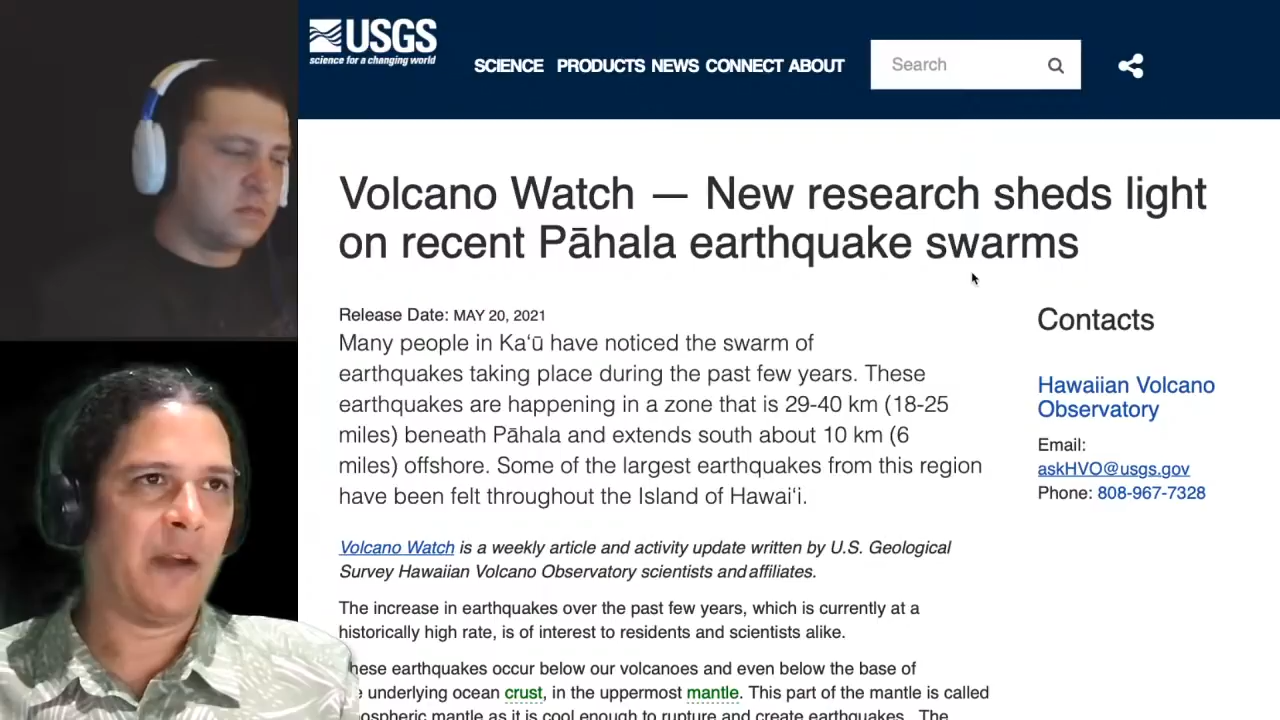 USGS
science for a changing world
SCIENCE PRODUCTS NEWS CONNECT ABOUT
Search
Volcano Watch — New research sheds light
on recent Pāhala earthquake swarms
Release Date: MAY 20, 2021
Many people in Kaʻū have noticed the swarm of
earthquakes taking place during the past few years. These
earthquakes are happening in a zone that is 29-40 km (18-25
miles) beneath Pāhala and extends south about 10 km (6
miles) offshore. Some of the largest earthquakes from this region
have been felt throughout the Island of Hawaiʻi.
Volcano Watch is a weekly article and activity update written by U.S. Geological
Survey Hawaiian Volcano Observatory scientists and affiliates.
The increase in earthquakes over the past few years, which is currently at a
historically high rate, is of interest to residents and scientists alike.
hese earthquakes occur below our volcanoes and even below the base of
e underlying ocean crust, in the uppermost mantle. This part of the mantle is called
ospheric mantle as it is cool enough to rupture and create earthquakes. The
Contacts
Hawaiian Volcano
Observatory
Email:
askHVO@usgs.gov
Phone: 808-967-7328